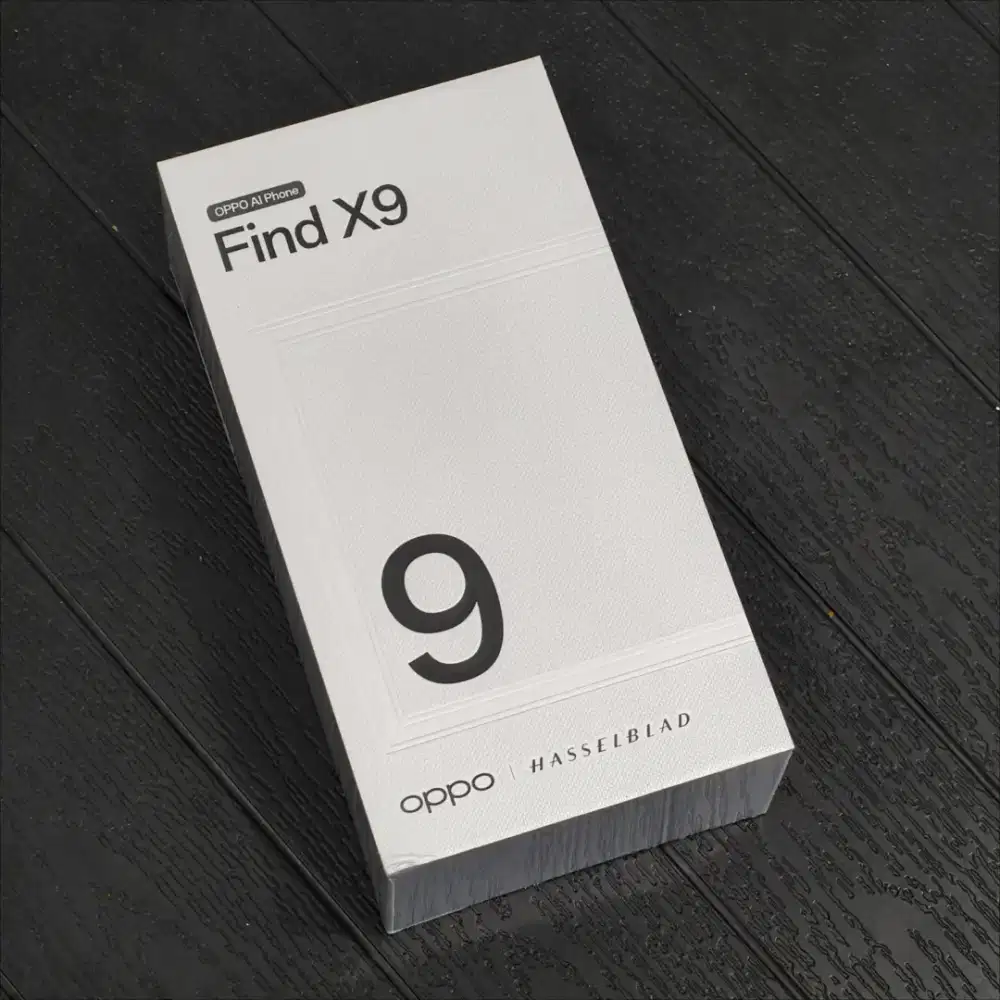 OPPO AI Phone
Find X9
9
oppo | HASSELBLAD